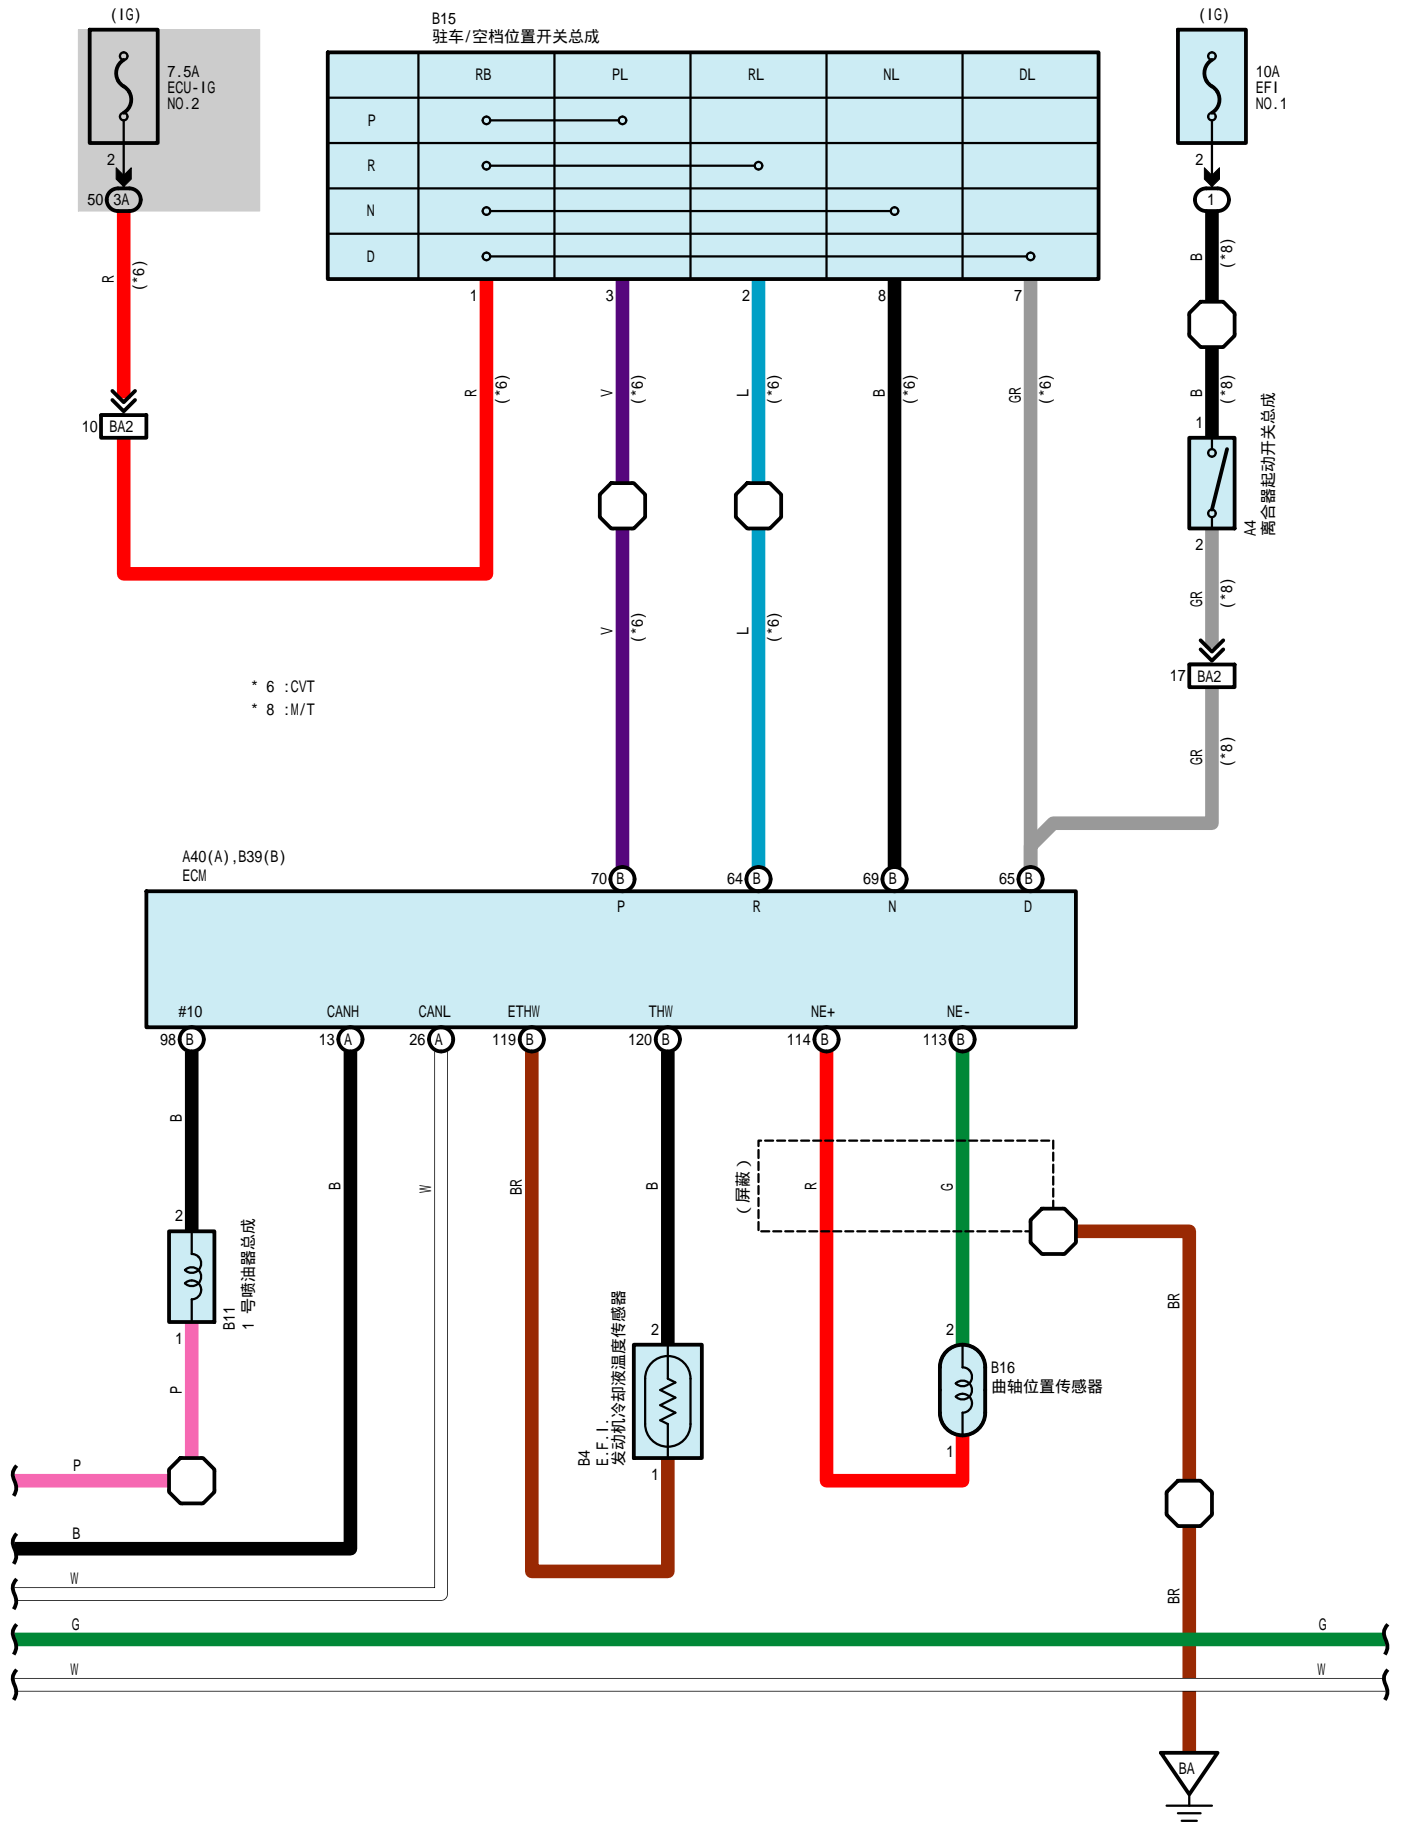 (IG)
7.5A
ECU-IG
NO.2
2
50
3A
R
(*6)
10
BA2
B15
驻车/空档位置开关总成
RB
PL
RL
NL
DL
P
R
N
D
1
3
2
8
7
R
(*6)
V
(*6)
L
(*6)
B
(*6)
GR
(*6)
V
(*6)
L
(*6)
(IG)
10A
EFI
NO.1
2
1
B
(*8)
B
(*8)
1
A4
离合器起动开关总成
2
GR
(*8)
17
BA2
GR
(*8)
* 6 :CVT
* 8 :M/T
A40(A),B39(B)
ECM
70
B
64
B
69
B
65
B
P
R
N
D
#10
CANH
CANL
ETHW
THW
NE+
NE-
98
B
13
A
26
A
119
B
120
B
114
B
113
B
B
B
W
BR
B
R
G
(屏蔽)
2
B11
1 号喷油器总成
1
P
2
B4
E.F.I.
发动机冷却液温度传感器
1
2
B16
曲轴位置传感器
1
BR
BR
P
B
W
G
G
W
W
BA